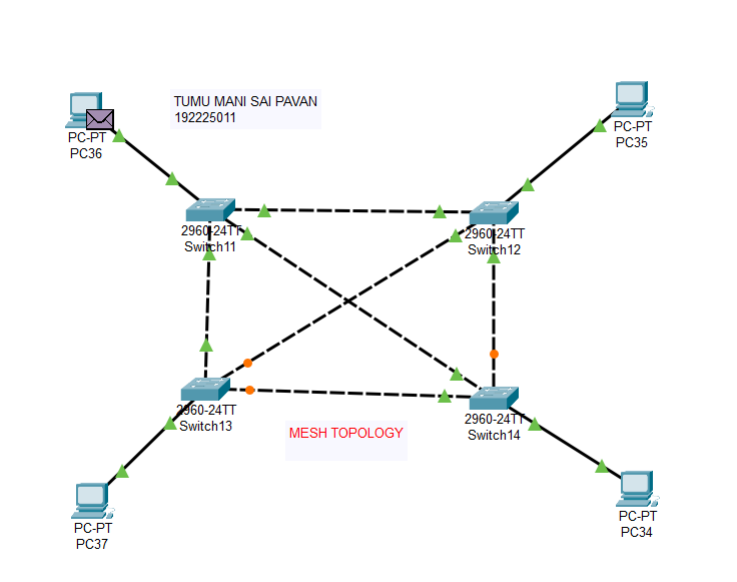 TUMU MANI SAI PAVAN
192225011
PC-PT
PC36
PC-PT
PC35
2960-24TT
Switch11
2960-24TT
Switch12
2960-24TT
Switch13
MESH TOPOLOGY
2960-24TT
Switch14
PC-PT
PC37
PC-PT
PC34